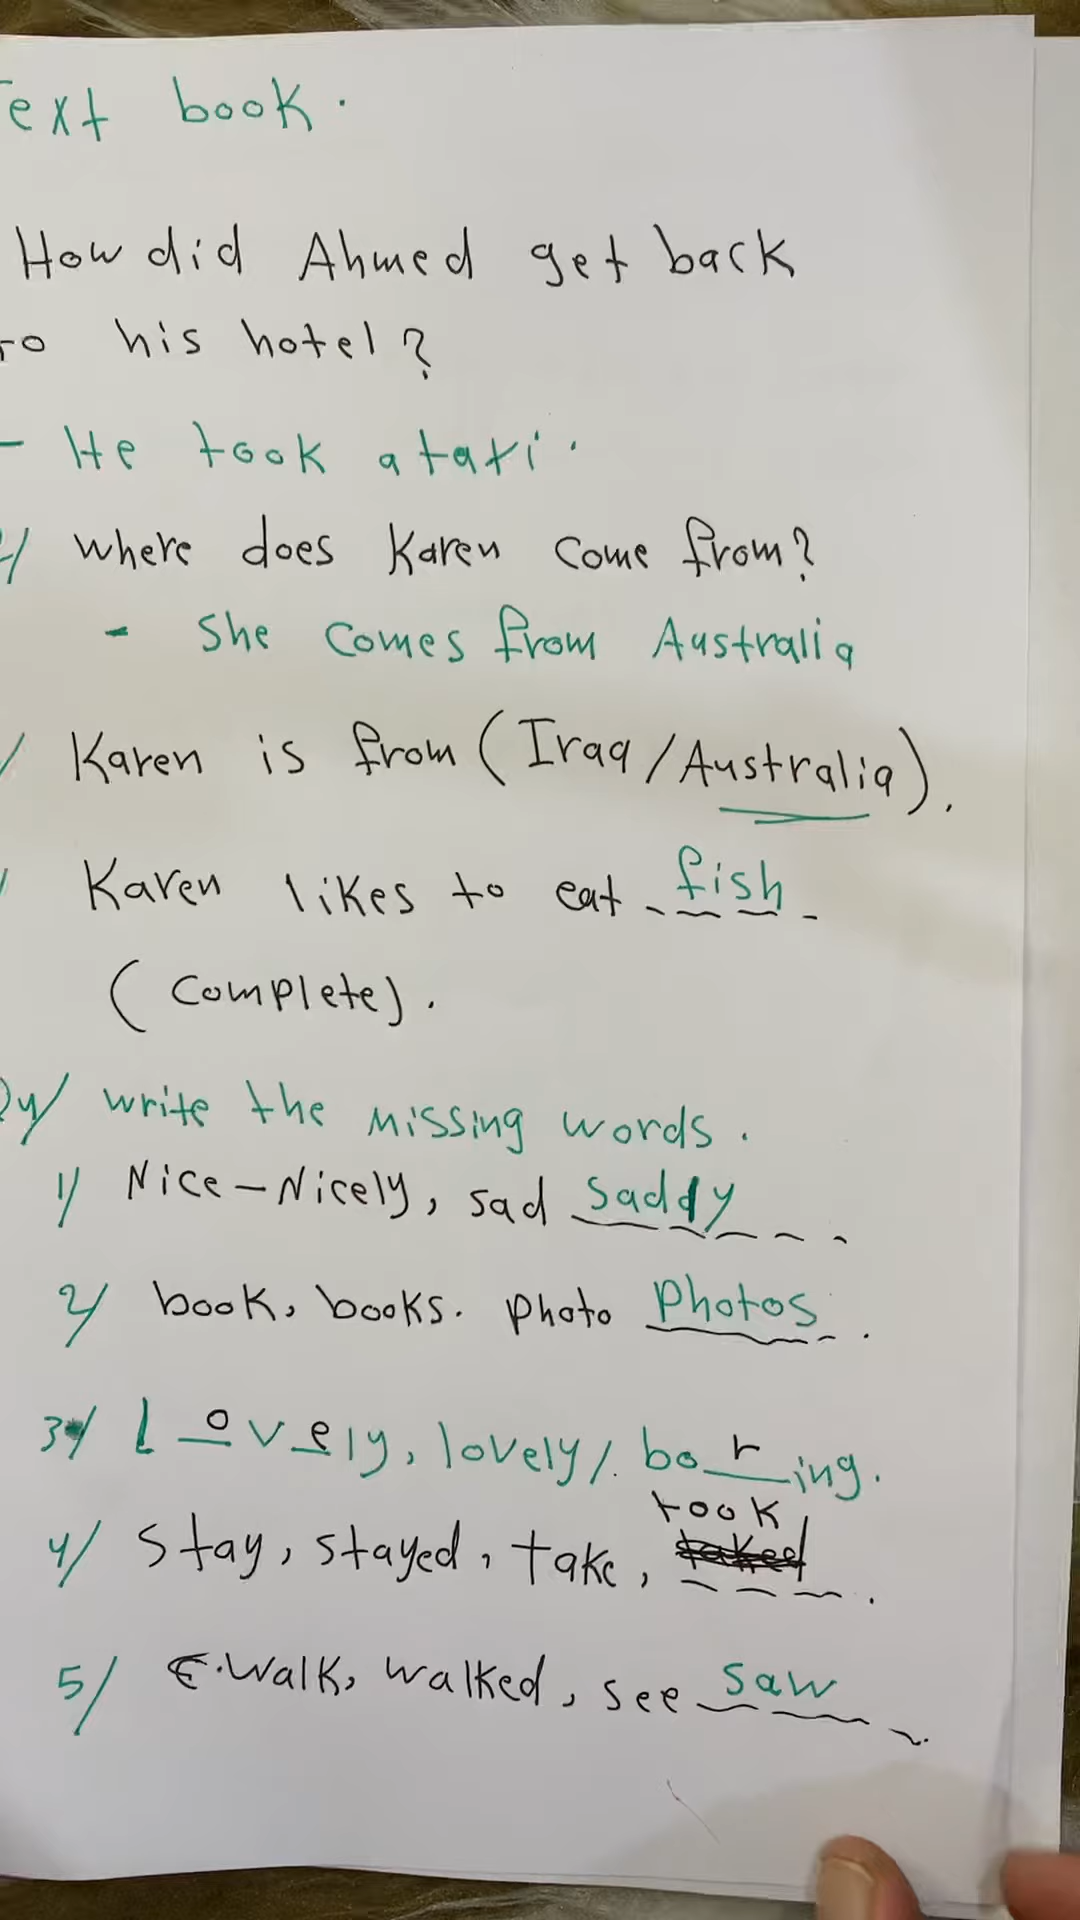 ext book.
How did Ahmed get back
to his hotel?
- He took a taxi.
where does Karen come from?
- She comes from Australia
Karen is from (Iraq/Australia).
Karen likes to eat fish
(Complete).
Q4/ write the missing words.
1/ Nice-Nicely, sad saddy
2/ book, books. photo photos.
3/ Lovely, lovely/. boring.
took
4/ stay, stayed, take, taked.
5/ E.walk, walked, see saw